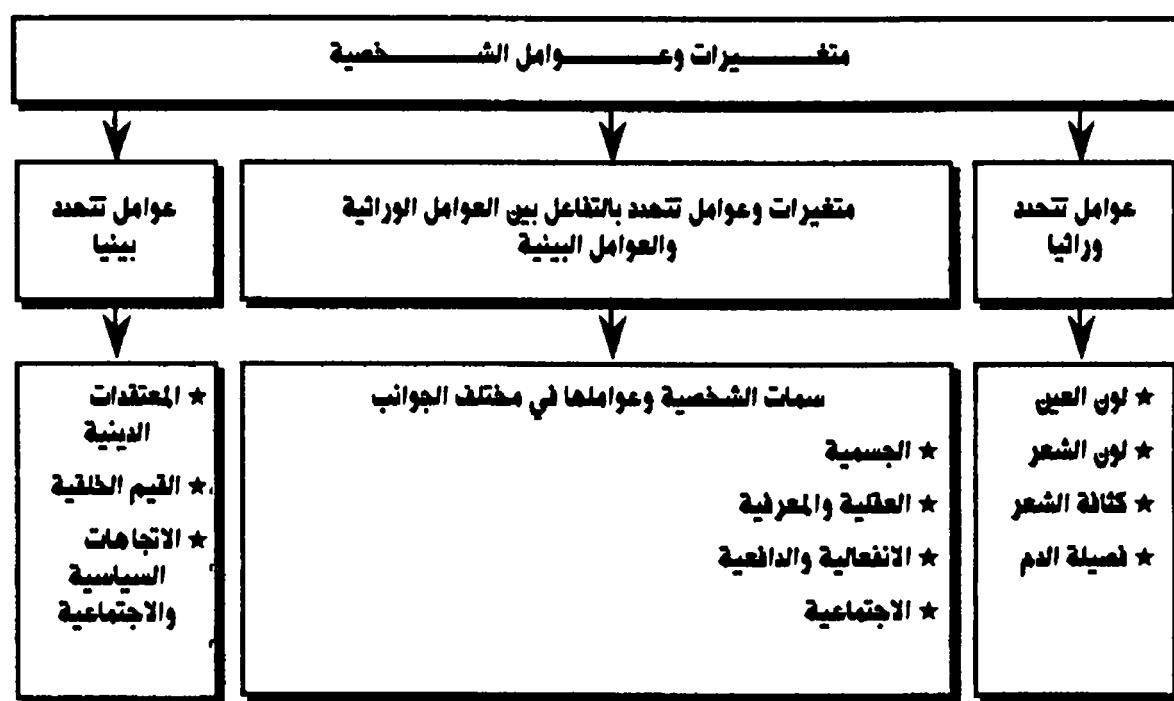 متغيرات وعوامل الشخصية
عوامل تتحدد
وراثيا
متغيرات وعوامل تتحدد بالتفاعل بين العوامل الوراثية
والعوامل البيئية
عوامل تتحدد
بيئيا
★ لون العين
★ لون الشعر
★ كثافة الشعر
★ فصيلة الدم
سمات الشخصية وعواملها في مختلف الجوانب
★ الجسمية
★ العقلية والمعرفية
★ الانفعالية والدافعية
★ الاجتماعية
★ المعتقدات
الدينية
★ القيم الخلقية
★ الاتجاهات
السياسية
والاجتماعية